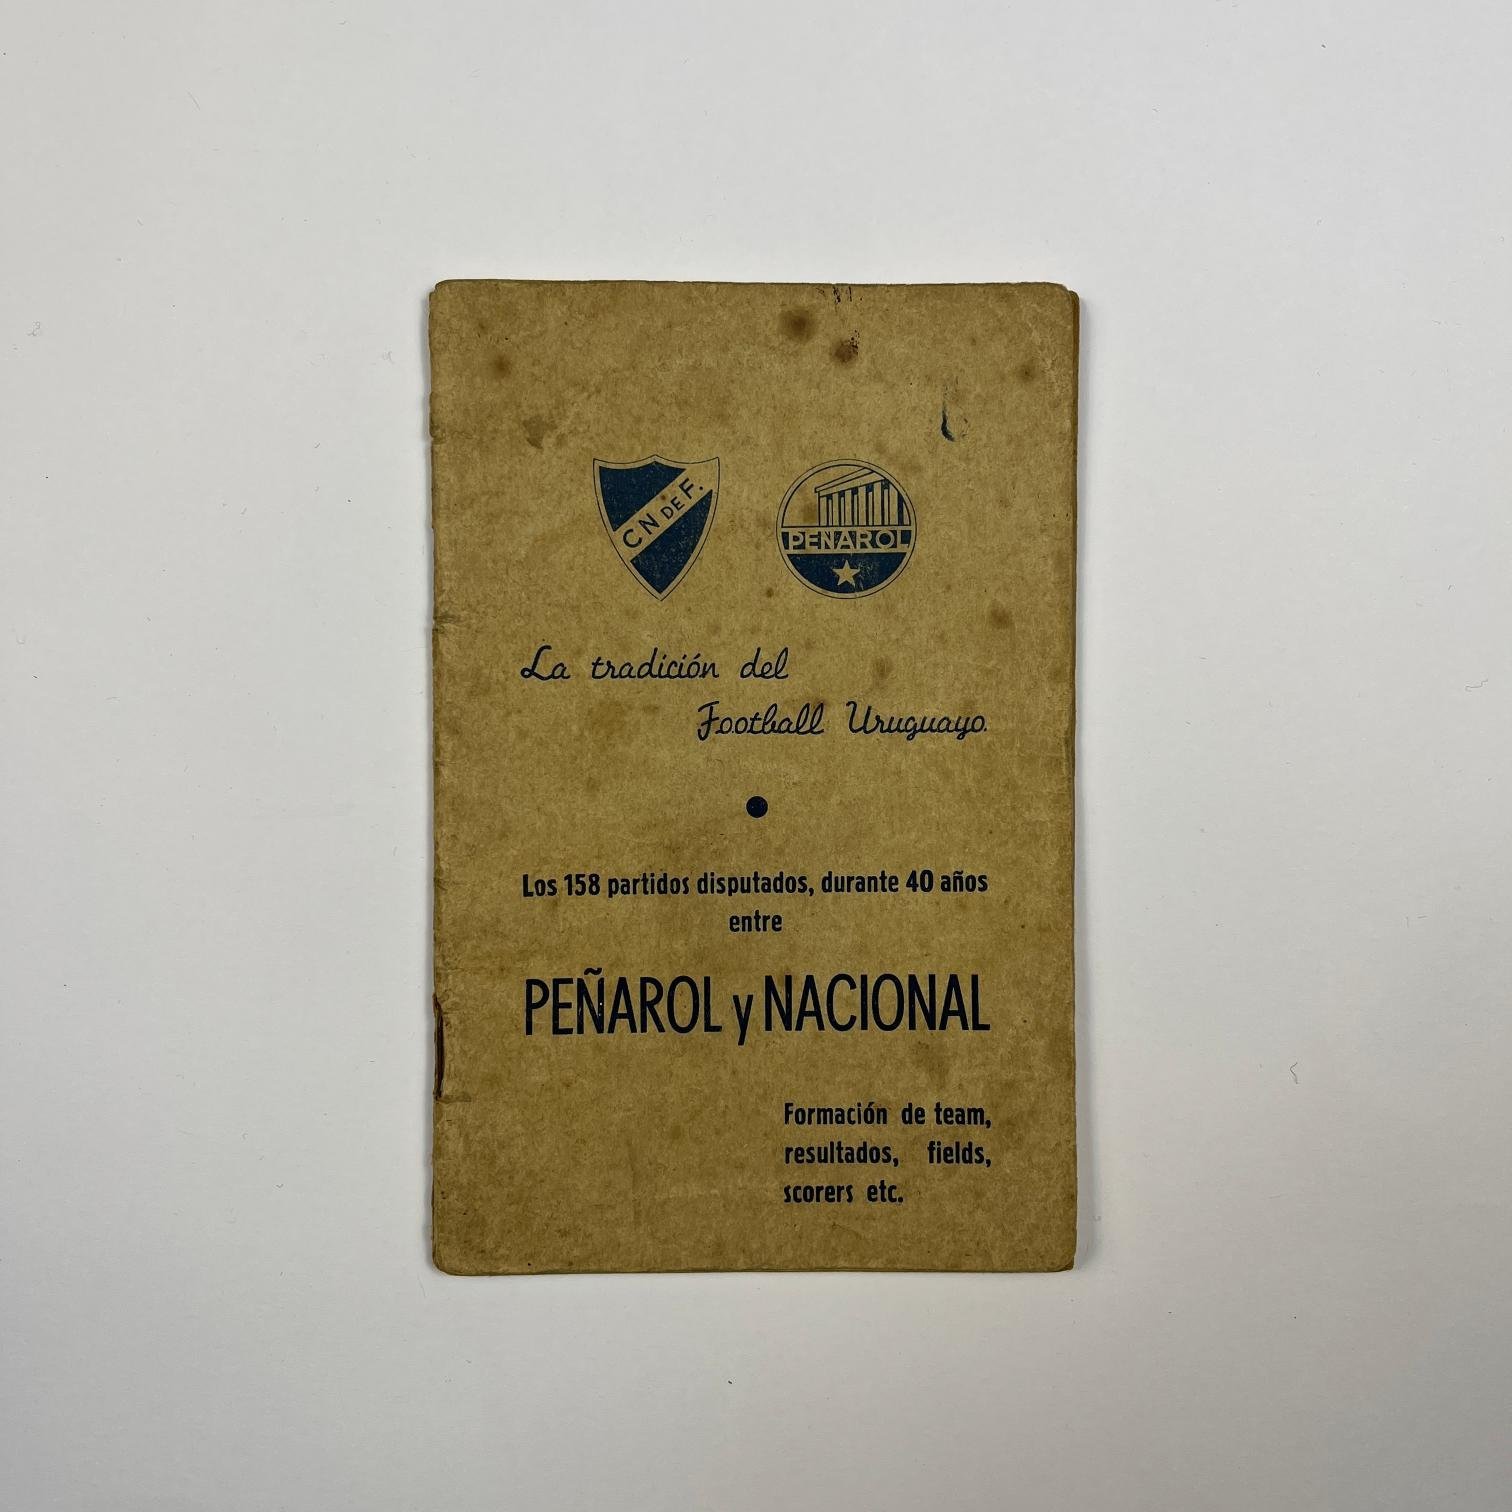 C N DE F.
PEÑAROL
La tradición del
Football Uruguayo.
Los 158 partidos disputados, durante 40 años
entre
PEÑAROL y NACIONAL
Formación de team,
resultados, fields,
scorers etc.